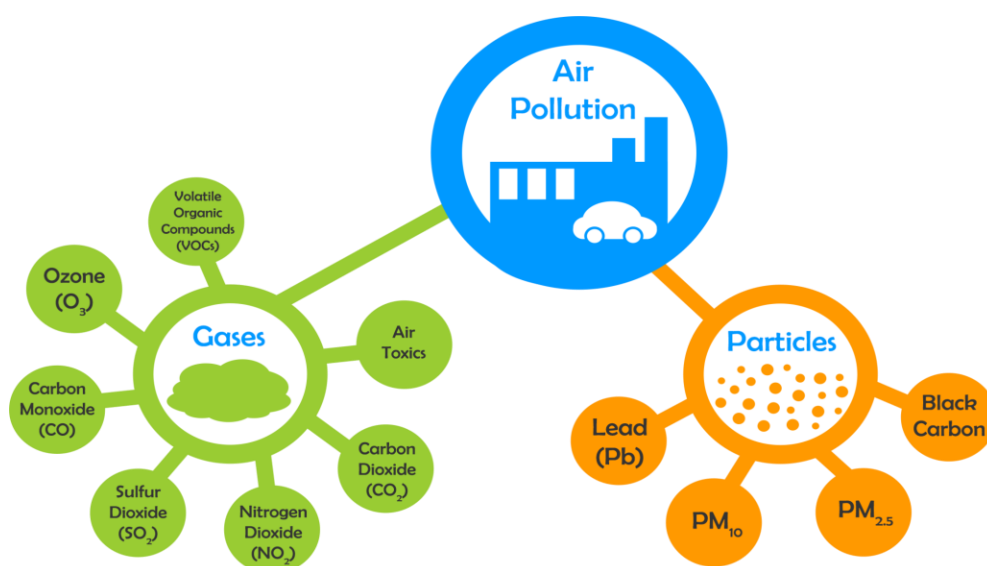 Air
Pollution
Gases
Volatile
Organic
Compounds
(VOCs)
Ozone
(O₃)
Carbon
Monoxide
(CO)
Sulfur
Dioxide
(SO₂)
Nitrogen
Dioxide
(NO₂)
Carbon
Dioxide
(CO₂)
Air
Toxics
Particles
Lead
(Pb)
PM₁₀
PM₂.₅
Black
Carbon